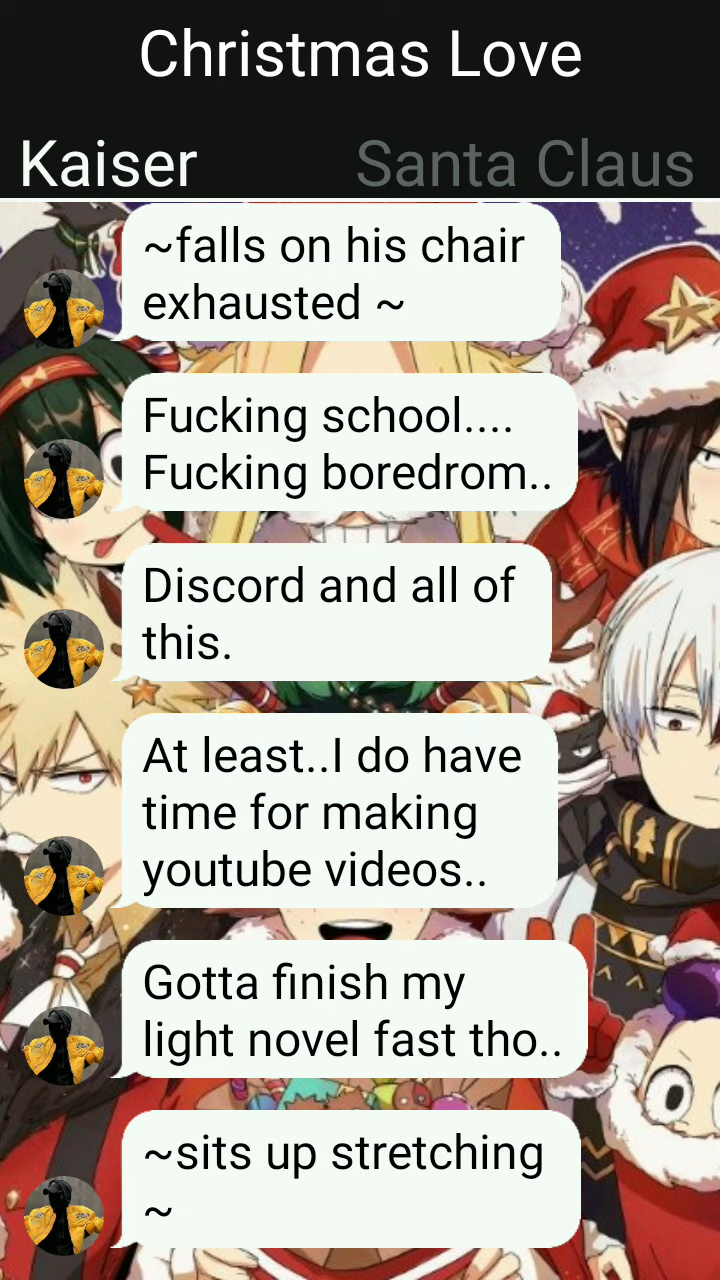 Christmas Love
Kaiser Santa Claus
~falls on his chair
exhausted ~
Fucking school....
Fucking boredrom..
Discord and all of
this.
At least..I do have
time for making
youtube videos..
Gotta finish my
light novel fast tho..
~sits up stretching
~